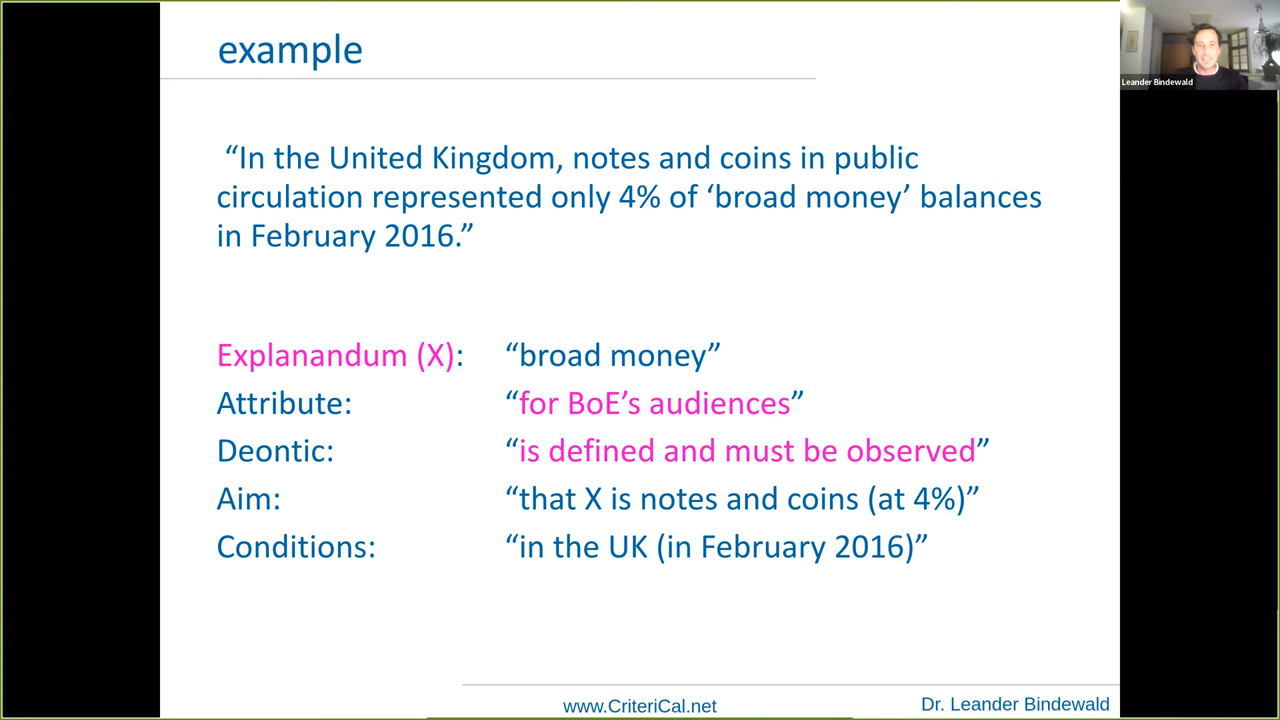 example
Leander Bindewald
“In the United Kingdom, notes and coins in public
circulation represented only 4% of ‘broad money’ balances
in February 2016.”
Explanandum (X): “broad money”
Attribute: “for BoE’s audiences”
Deontic: “is defined and must be observed”
Aim: “that X is notes and coins (at 4%)”
Conditions: “in the UK (in February 2016)”
www.CriteriCal.net Dr. Leander Bindewald